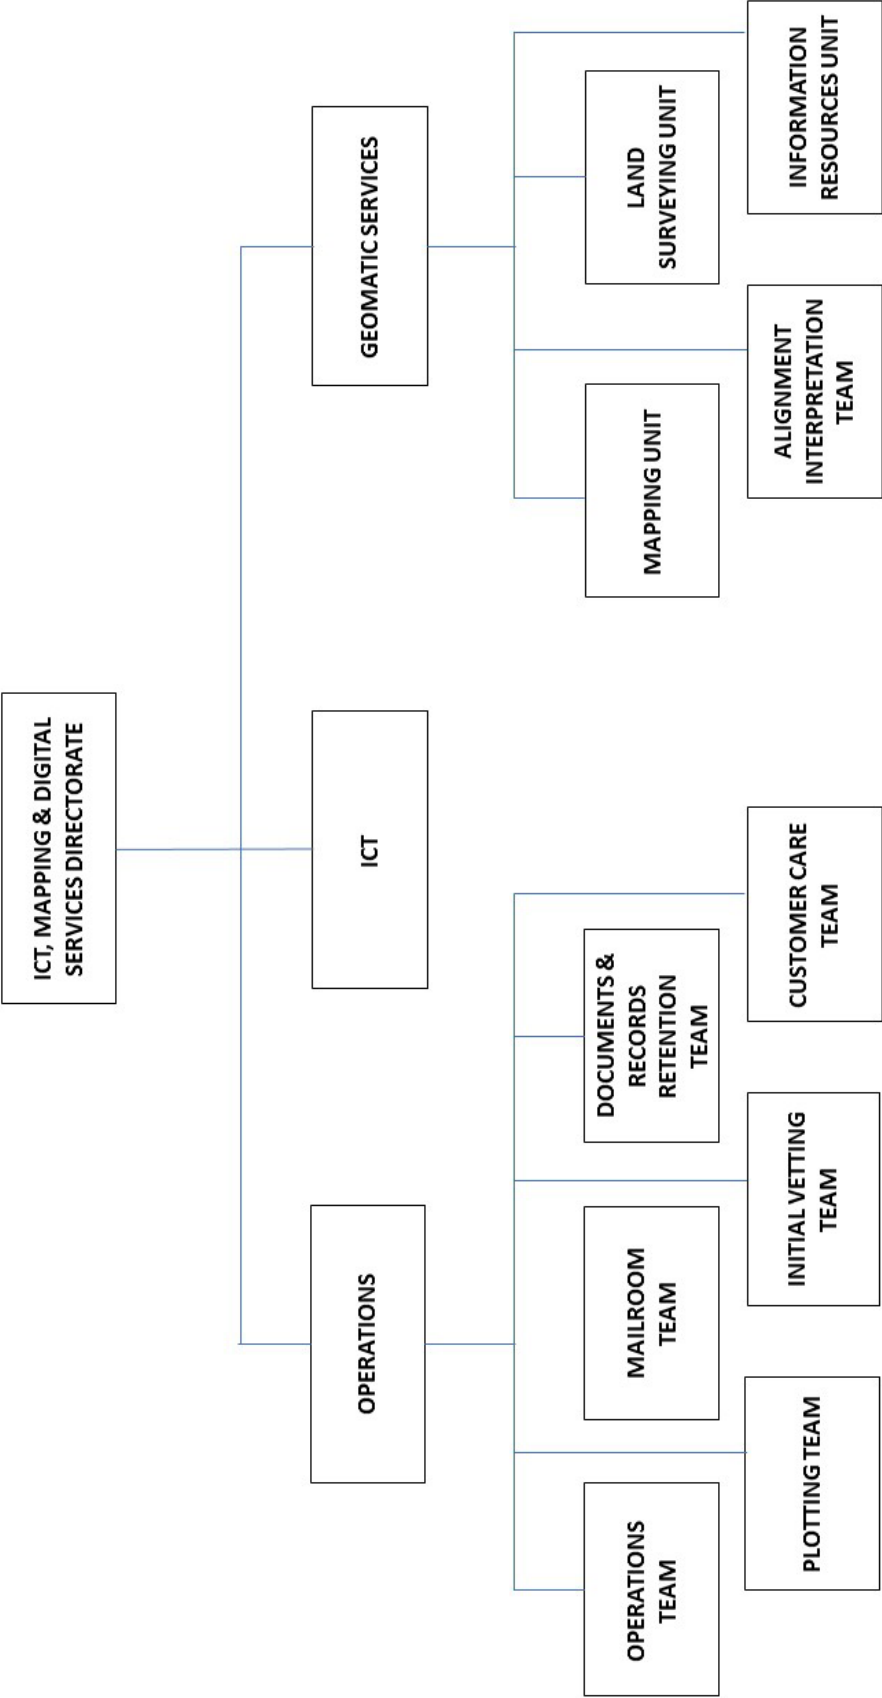 ICT, MAPPING & DIGITAL
SERVICES DIRECTORATE
OPERATIONS
ICT
GEOMATIC SERVICES
OPERATIONS
TEAM
MAILROOM
TEAM
DOCUMENTS &
RECORDS
RETENTION
TEAM
MAPPING UNIT
LAND
SURVEYING UNIT
PLOTTING TEAM
INITIAL VETTING
TEAM
CUSTOMER CARE
TEAM
ALIGNMENT
INTERPRETATION
TEAM
INFORMATION
RESOURCES UNIT